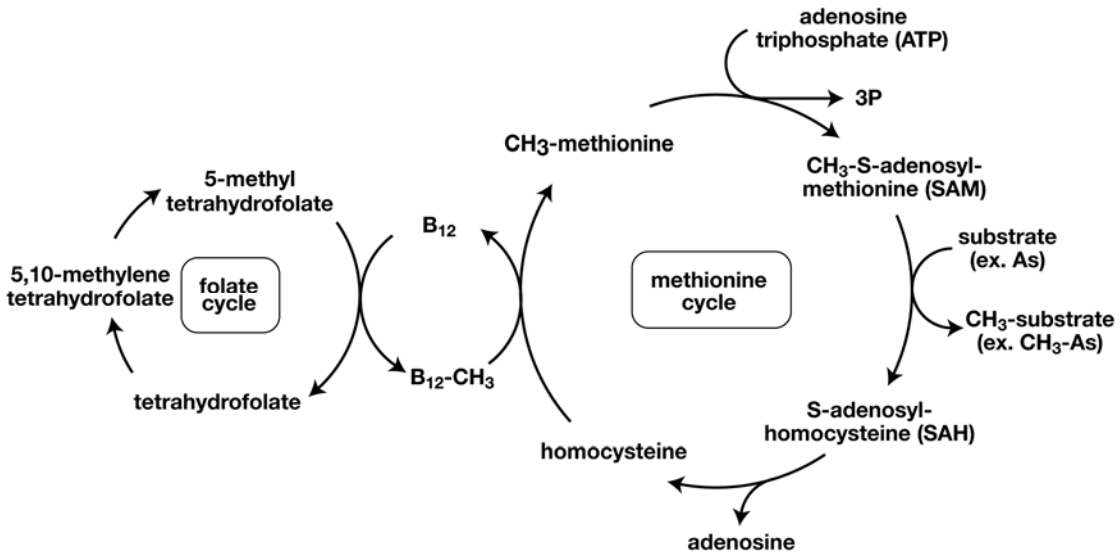 adenosine
triphosphate (ATP)
3P
CH₃-methionine
CH₃-S-adenosyl-
methionine (SAM)
5-methyl
tetrahydrofolate
B₁₂
substrate
(ex. As)
5,10-methylene
tetrahydrofolate
folate
cycle
methionine
cycle
CH₃-substrate
(ex. CH₃-As)
B₁₂-CH₃
tetrahydrofolate
S-adenosyl-
homocysteine (SAH)
homocysteine
adenosine